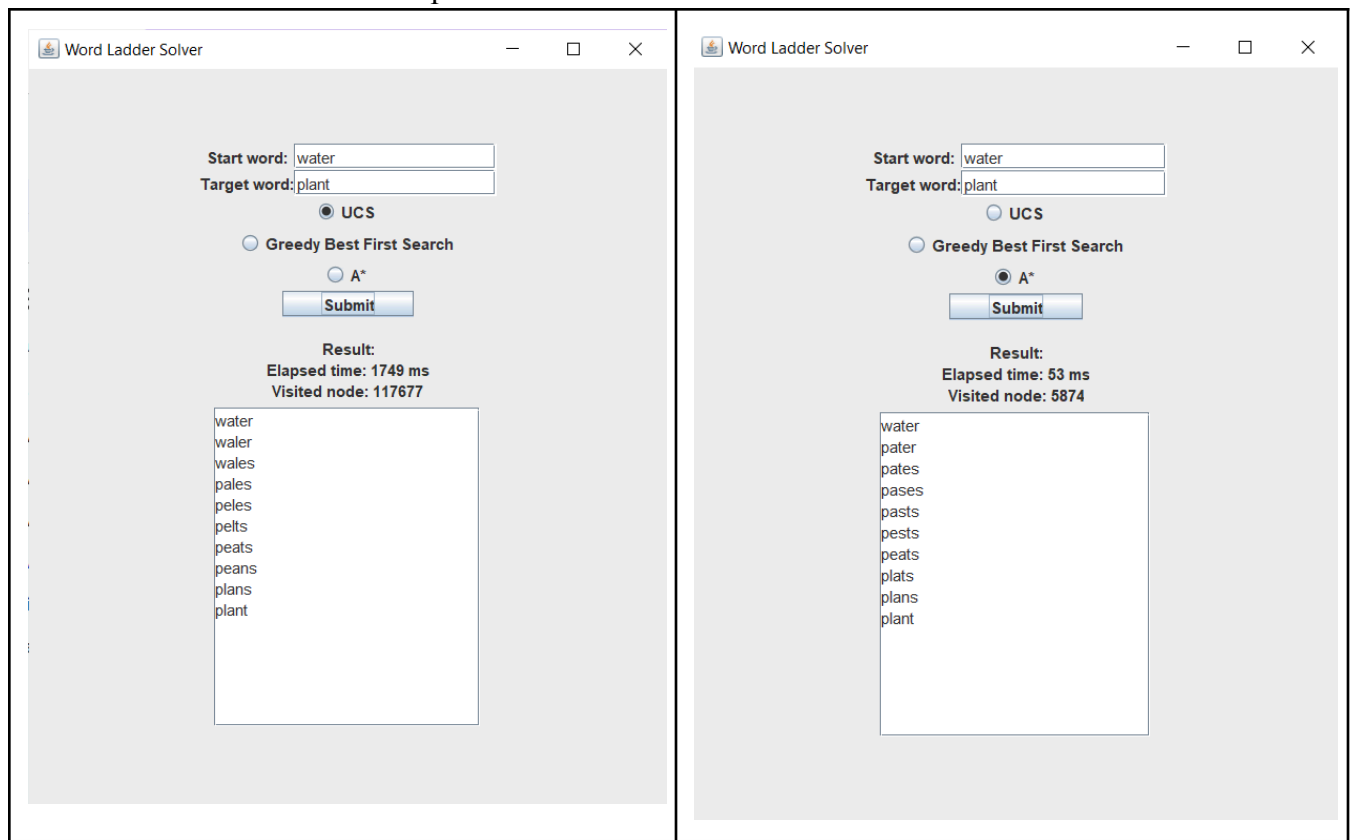 Word Ladder Solver
Start word: water
Target word: plant
UCS
Greedy Best First Search
A*
Submit
Result:
Elapsed time: 1749 ms
Visited node: 117677
water
waler
wales
pales
peles
pelts
peats
peans
plans
plant
Word Ladder Solver
Start word: water
Target word: plant
UCS
Greedy Best First Search
A*
Submit
Result:
Elapsed time: 53 ms
Visited node: 5874
water
pater
pates
pases
pasts
pests
peats
plats
plans
plant